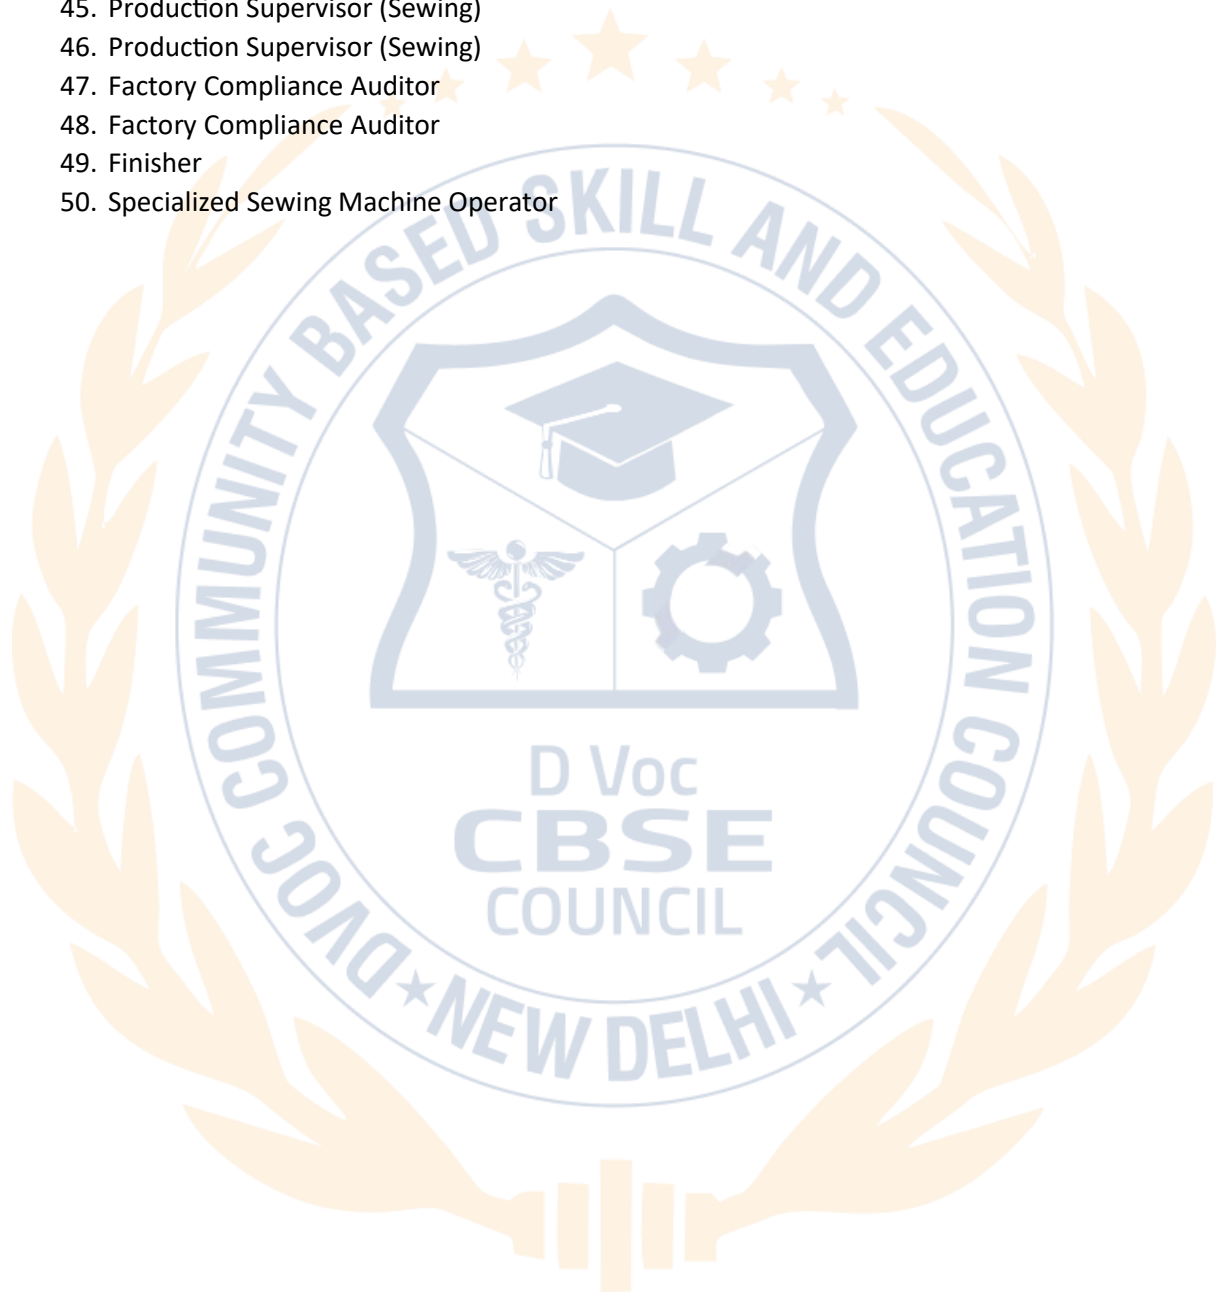 45. Production Supervisor (Sewing)
46. Production Supervisor (Sewing)
47. Factory Compliance Auditor
48. Factory Compliance Auditor
49. Finisher
50. Specialized Sewing Machine Operator
DVOC COMMUNITY BASED SKILL AND EDUCATION COUNCIL
D Voc
CBSE
COUNCIL
NEW DELHI